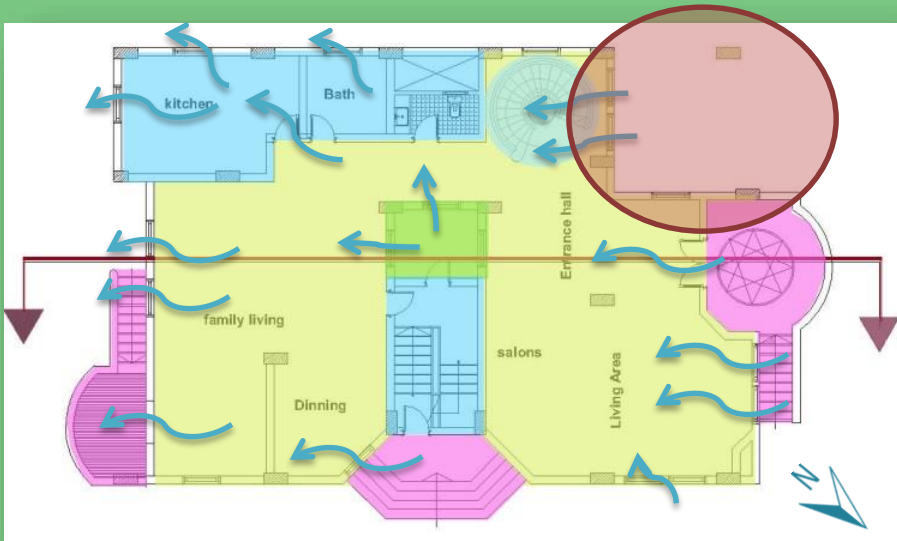 kitchen
Bath
Entrance hall
family living
salons
Living Area
Dinning
N